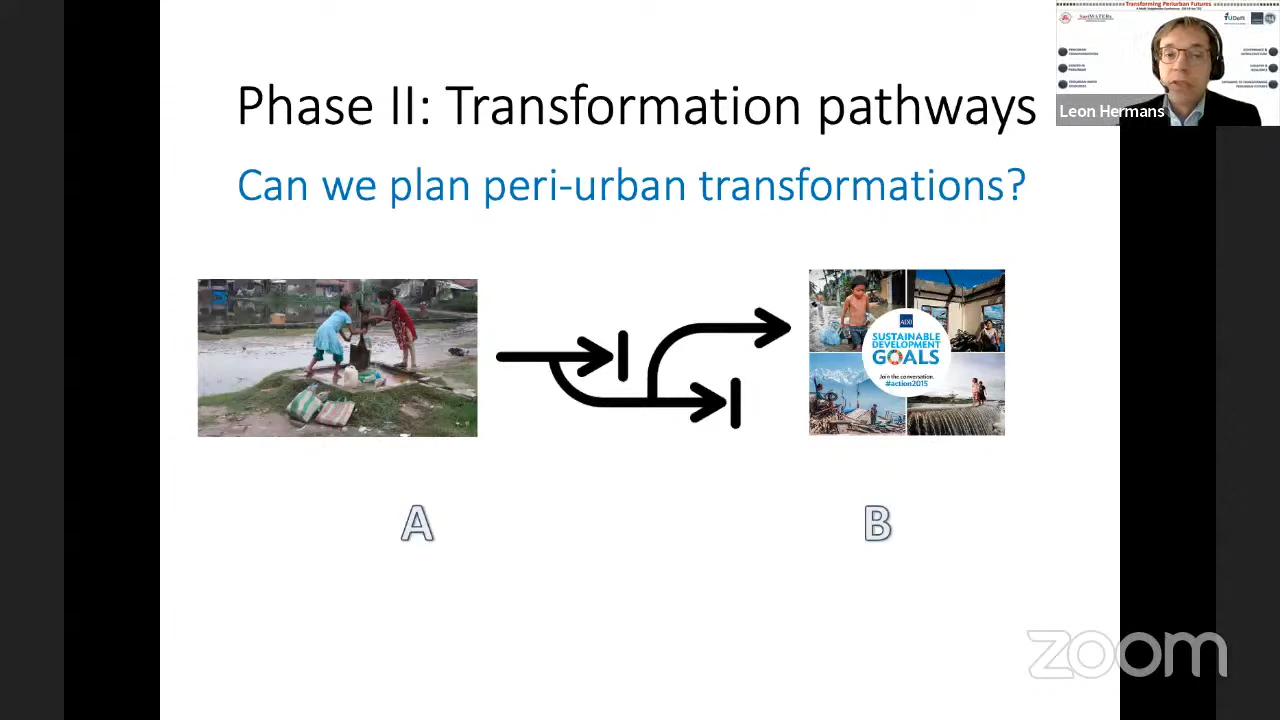 Transforming Periurban Futures
Phase II: Transformation pathways
Leon Hermans
Can we plan peri-urban transformations?
ADB
SUSTAINABLE
DEVELOPMENT
GOALS
Join the conversation.
#action2015
A
B
zoom